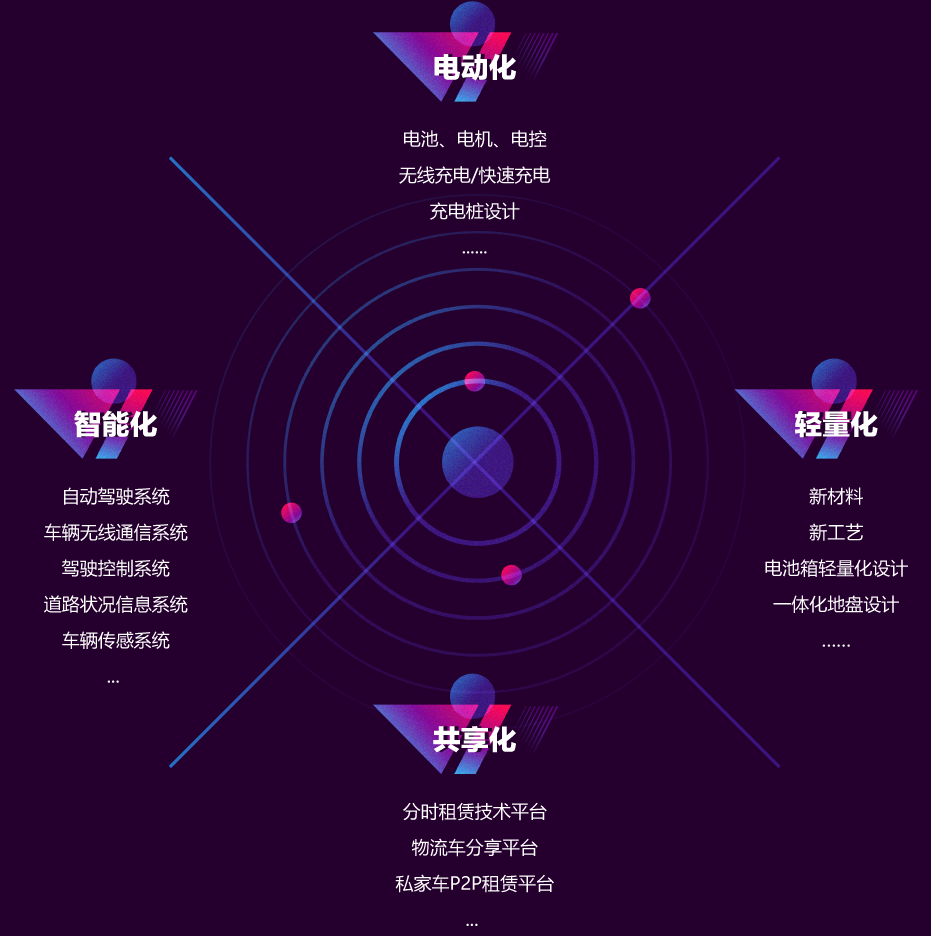 电动化
电池、电机、电控
无线充电/快速充电
充电桩设计
......
智能化
自动驾驶系统
车辆无线通信系统
驾驶控制系统
道路状况信息系统
车辆传感系统
...
轻量化
新材料
新工艺
电池箱轻量化设计
一体化地盘设计
......
共享化
分时租赁技术平台
物流车分享平台
私家车P2P租赁平台
...